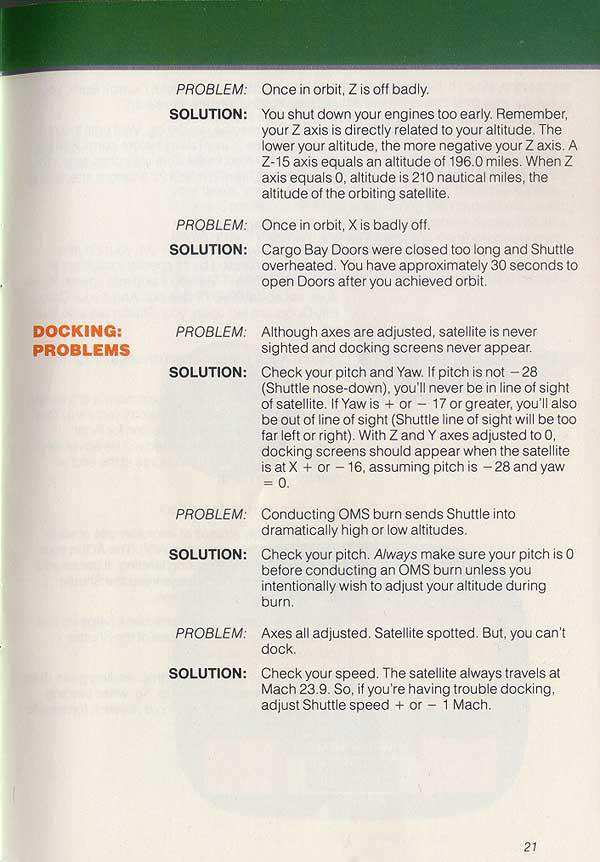 PROBLEM: Once in orbit, Z is off badly.
SOLUTION: You shut down your engines too early. Remember,
your Z axis is directly related to your altitude. The
lower your altitude, the more negative your Z axis. A
Z-15 axis equals an altitude of 196.0 miles. When Z
axis equals 0, altitude is 210 nautical miles, the
altitude of the orbiting satellite.
PROBLEM: Once in orbit, X is badly off.
SOLUTION: Cargo Bay Doors were closed too long and Shuttle
overheated. You have approximately 30 seconds to
open Doors after you achieved orbit.
DOCKING:
PROBLEMS
PROBLEM: Although axes are adjusted, satellite is never
sighted and docking screens never appear.
SOLUTION: Check your pitch and Yaw. If pitch is not − 28
(Shuttle nose-down), you'll never be in line of sight
of satellite. If Yaw is + or − 17 or greater, you'll also
be out of line of sight (Shuttle line of sight will be too
far left or right). With Z and Y axes adjusted to 0,
docking screens should appear when the satellite
is at X + or − 16, assuming pitch is − 28 and yaw
= 0.
PROBLEM: Conducting OMS burn sends Shuttle into
dramatically high or low altitudes.
SOLUTION: Check your pitch. Always make sure your pitch is 0
before conducting an OMS burn unless you
intentionally wish to adjust your altitude during
burn.
PROBLEM: Axes all adjusted. Satellite spotted. But, you can't
dock.
SOLUTION: Check your speed. The satellite always travels at
Mach 23.9. So, if you're having trouble docking,
adjust Shuttle speed + or − 1 Mach.
21